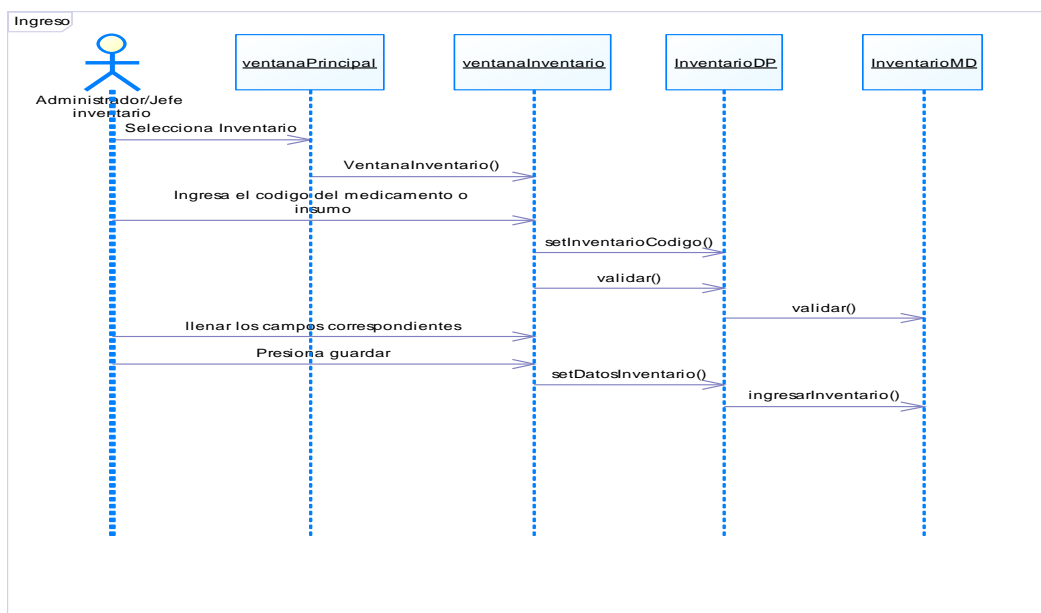 Ingreso
ventanaPrincipal
ventanaInventario
InventarioDP
InventarioMD
Administrador/Jefe
inventario
Selecciona Inventario
VentanaInventario()
Ingresa el codigo del medicamento o
insumo
setInventarioCodigo()
validar()
validar()
llenar los campos correspondientes
Presiona guardar
setDatosInventario()
ingresarInventario()